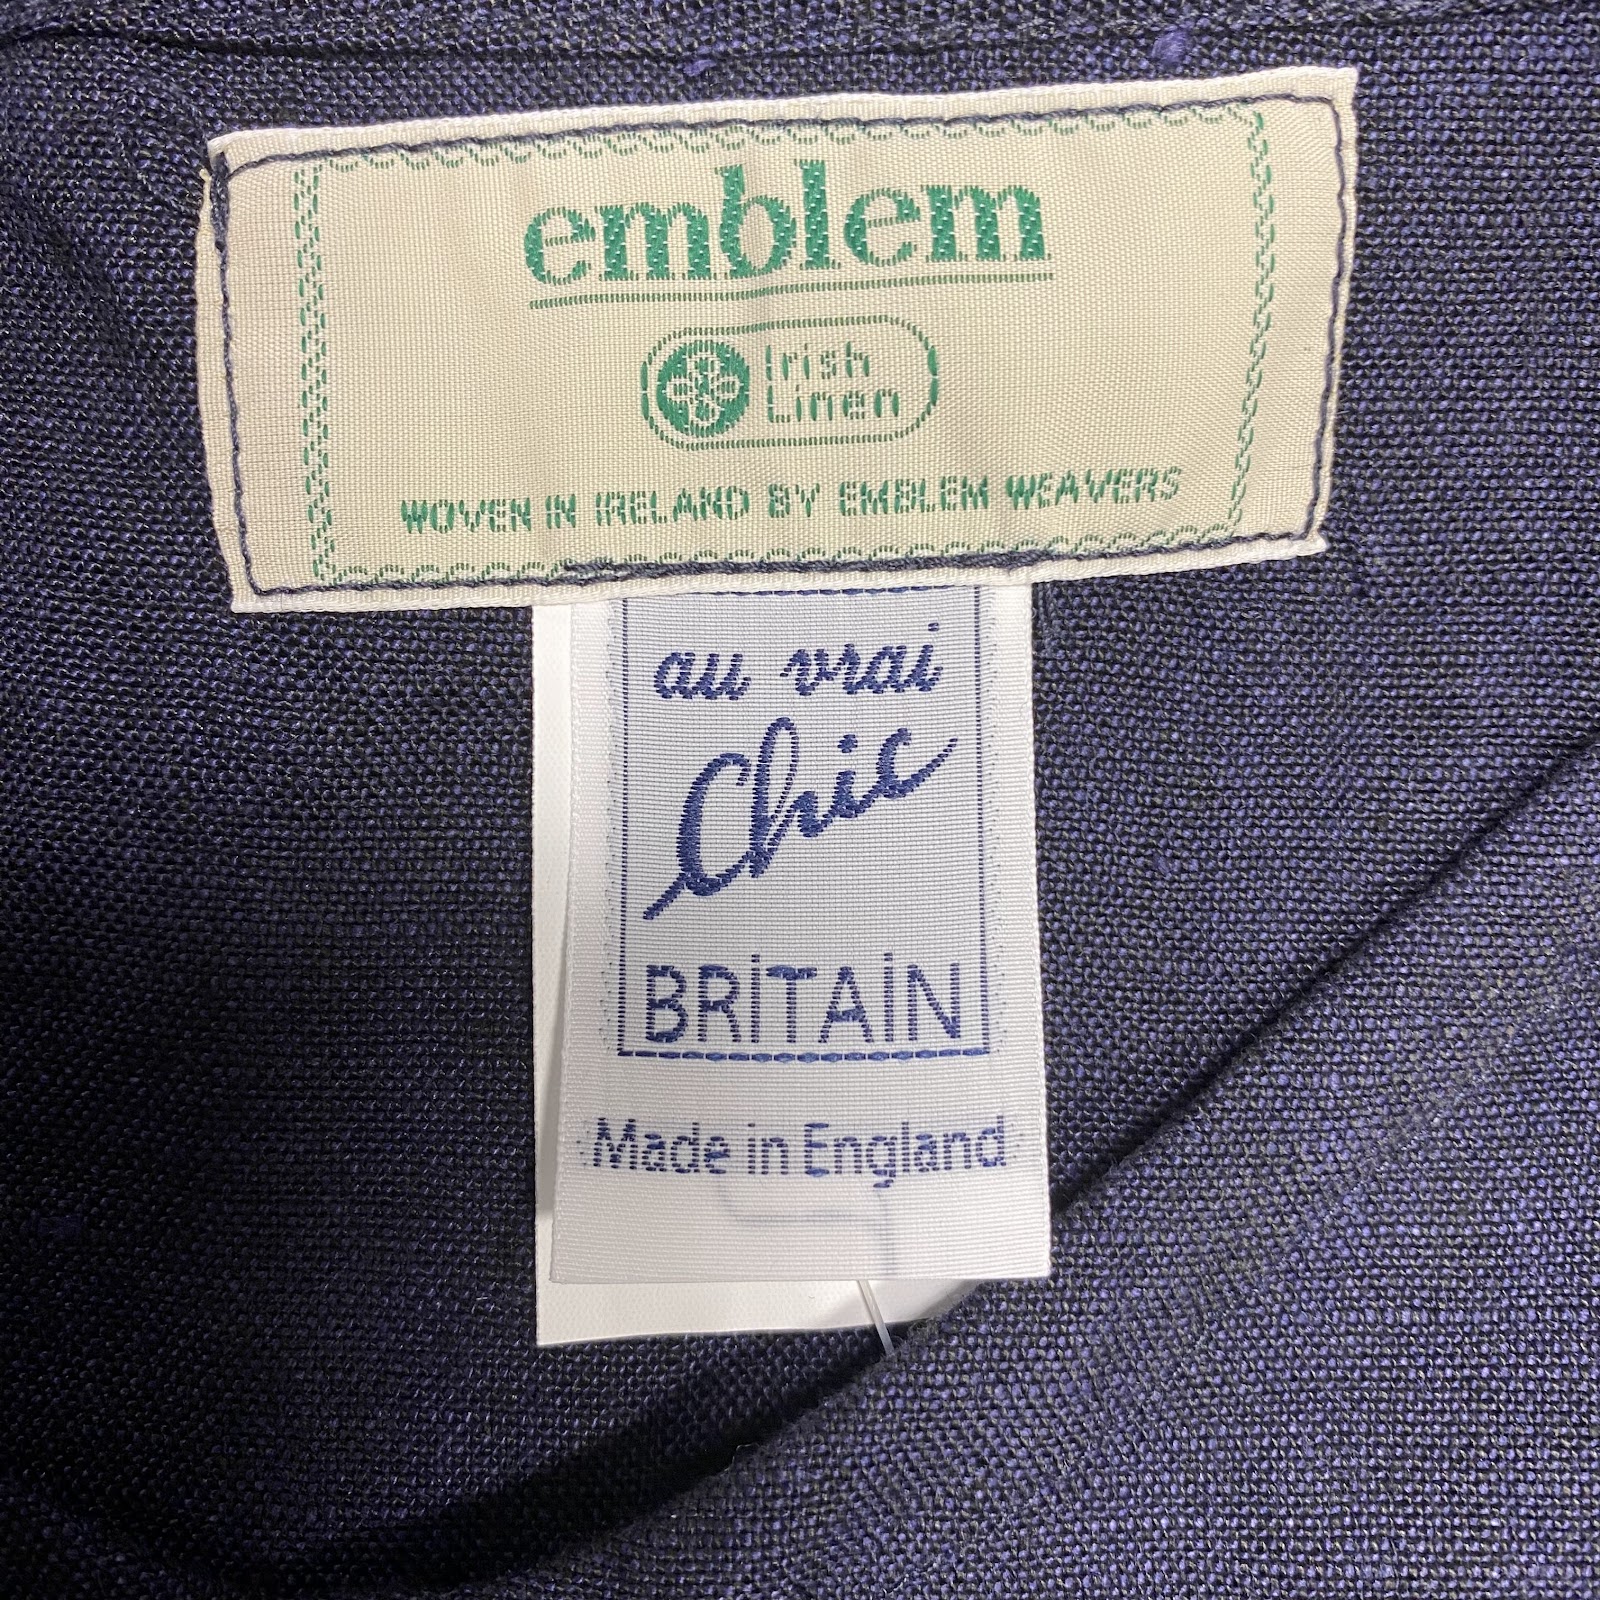 emblem
Irish
Linen
WOVEN IN IRELAND BY EMBLEM WEAVERS
au vrai
Chic
BRiTAiN
Made in England